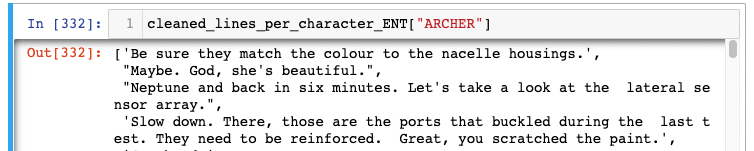 In [332]: 1 cleaned_lines_per_character_ENT["ARCHER"]
Out[332]: ['Be sure they match the colour to the nacelle housings.',
"Maybe. God, she's beautiful.",
"Neptune and back in six minutes. Let's take a look at the  lateral se
nsor array.",
'Slow down. There, those are the ports that buckled during the  last t
est. They need to be reinforced.  Great, you scratched the paint.',